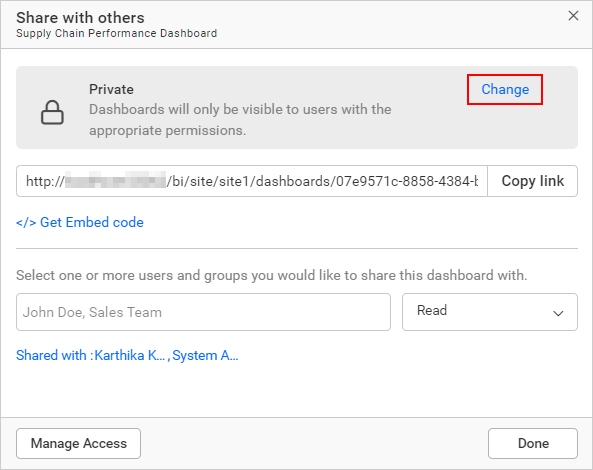 Share with others
Supply Chain Performance Dashboard
Private
Change
Dashboards will only be visible to users with the
appropriate permissions.
http:// /bi/site/site1/dashboards/07e9571c-8858-4384-b
Copy link
</> Get Embed code
Select one or more users and groups you would like to share this dashboard with.
John Doe, Sales Team
Read
Shared with :Karthika K... ,System A...
Manage Access
Done